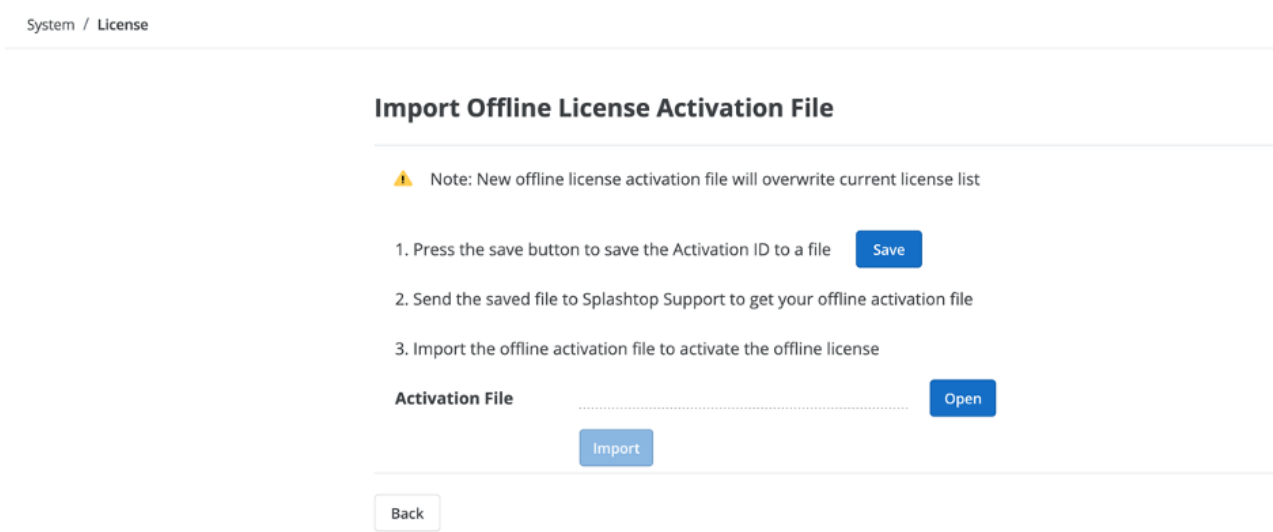 System / License
Import Offline License Activation File
Note: New offline license activation file will overwrite current license list
1. Press the save button to save the Activation ID to a file Save
2. Send the saved file to Splashtop Support to get your offline activation file
3. Import the offline activation file to activate the offline license
Activation File Open
Import
Back